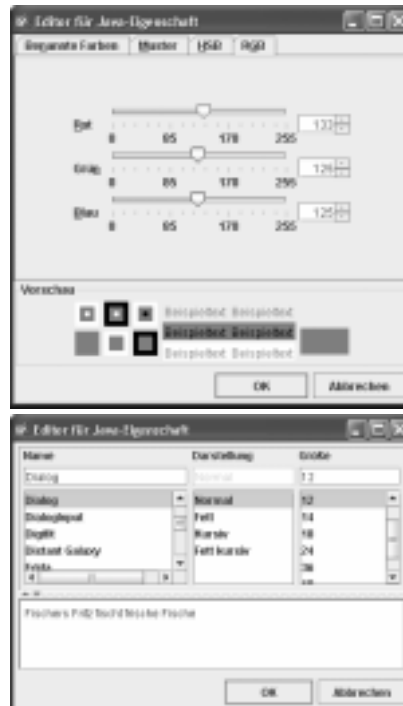 Editor für Java-Eigenschaft
Benannte Farben Muster HSB RGB
Rot 133
0 85 170 255
Grün 126
0 85 170 255
Blau 125
0 85 170 255
Vorschau
Beispieltext Beispieltext
Beispieltext Beispieltext
Beispieltext Beispieltext
OK Abbrechen
Editor für Java-Eigenschaft
Name Darstellung Größe
Dialog Normal 12
Dialog Normal 12
DialogInput Fett 14
Digifit Kursiv 18
Distant Galaxy Fett kursiv 24
36
Fischers Fritz fischt frische Fische
OK Abbrechen